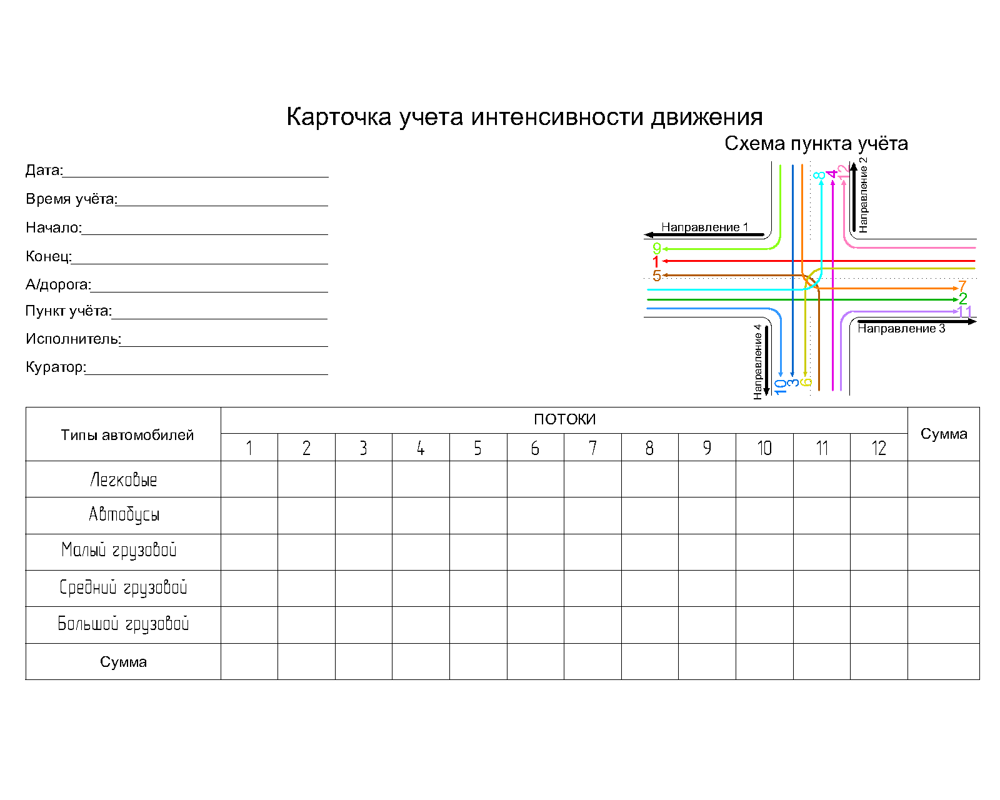 Карточка учета интенсивности движения
Схема пункта учёта
Дата:
Время учёта:
Начало:
Конец:
А/дорога:
Пункт учёта:
Исполнитель:
Куратор:
Направление 1
Направление 2
Направление 3
Направление 4
8
4
12
9
1
5
7
2
11
10
3
6
Типы автомобилей
ПОТОКИ
Сумма
1 2 3 4 5 6 7 8 9 10 11 12
Легковые
Автобусы
Малый грузовой
Средний грузовой
Большой грузовой
Сумма